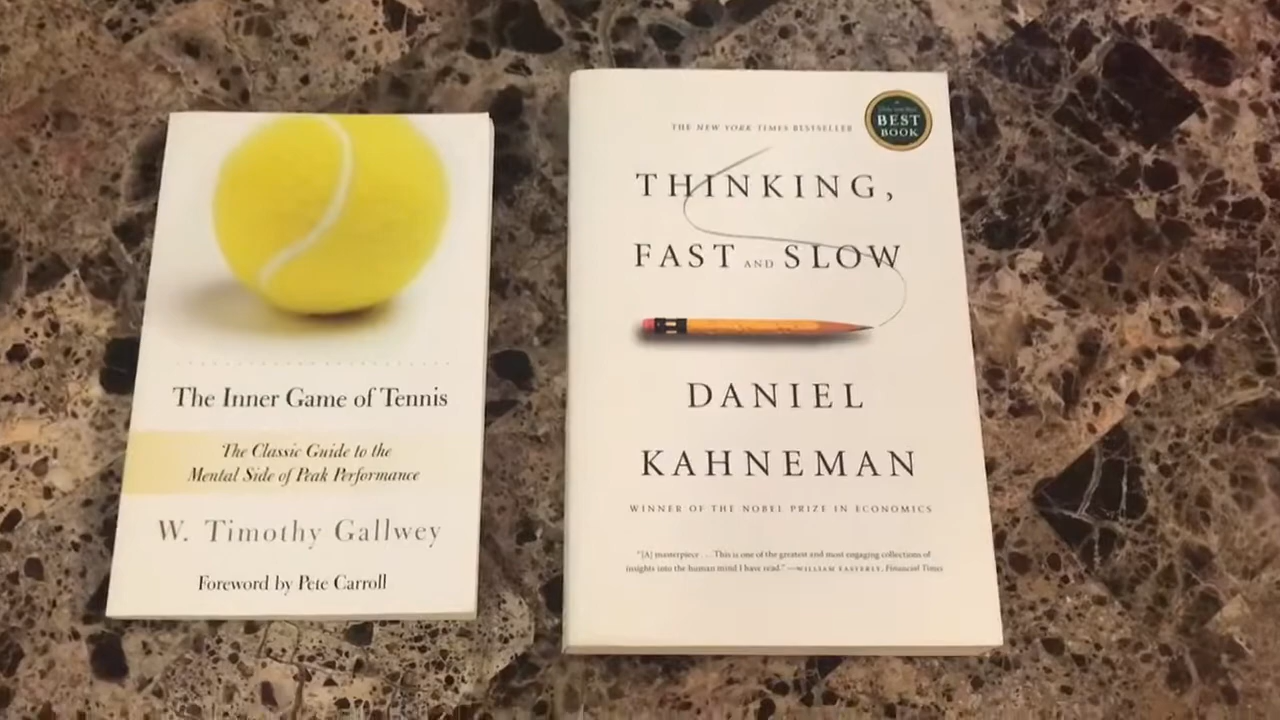 The Inner Game of Tennis
The Classic Guide to the
Mental Side of Peak Performance
W. Timothy Gallwey
Foreword by Pete Carroll
THE NEW YORK TIMES BESTSELLER
BEST
BOOK
THINKING,
FAST AND SLOW
DANIEL
KAHNEMAN
WINNER OF THE NOBEL PRIZE IN ECONOMICS
"[A] masterpiece . . . This is one of the greatest and most engaging collections of
insights into the human mind I have read." —WILLIAM EASTERLY, Financial Times